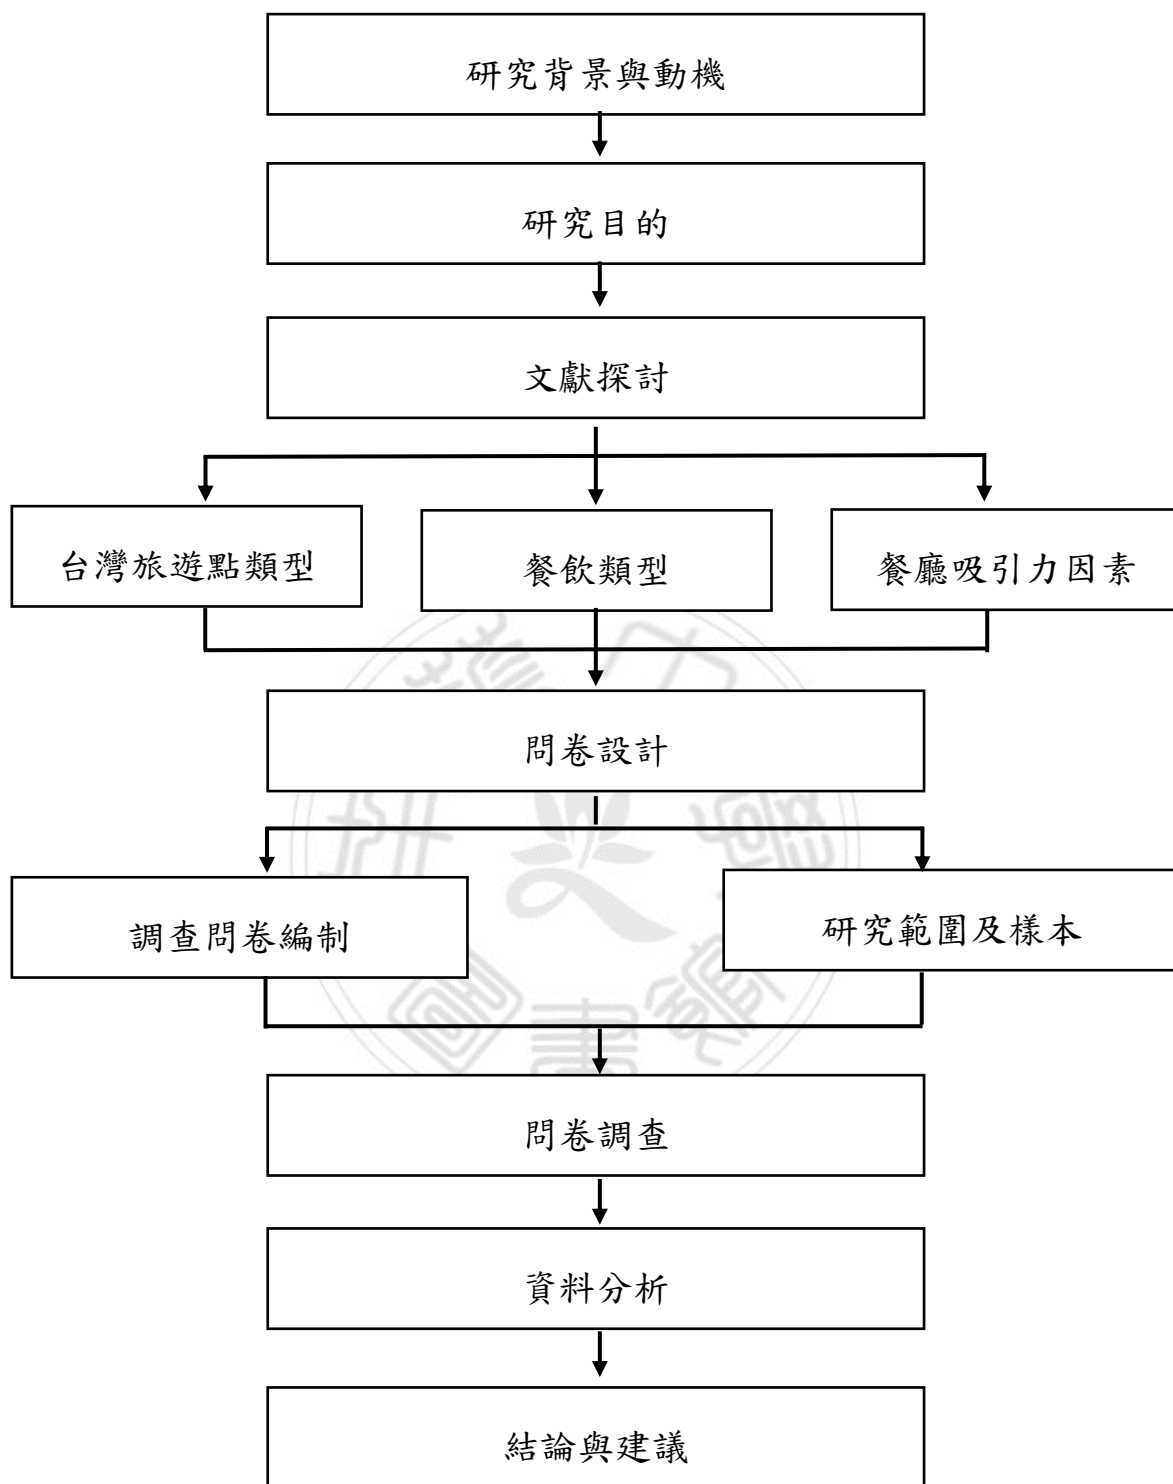 研究背景與動機
研究目的
文獻探討
台灣旅遊點類型
餐飲類型
餐廳吸引力因素
問卷設計
調查問卷編制
研究範圍及樣本
問卷調查
資料分析
結論與建議